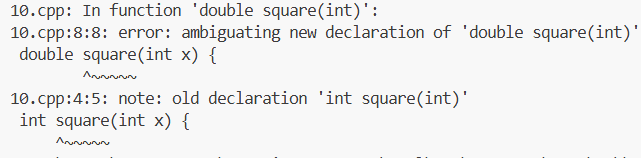 10.cpp: In function 'double square(int)':
10.cpp:8:8: error: ambiguating new declaration of 'double square(int)'
 double square(int x) {
        ^~~~~~
10.cpp:4:5: note: old declaration 'int square(int)'
 int square(int x) {
     ^~~~~~